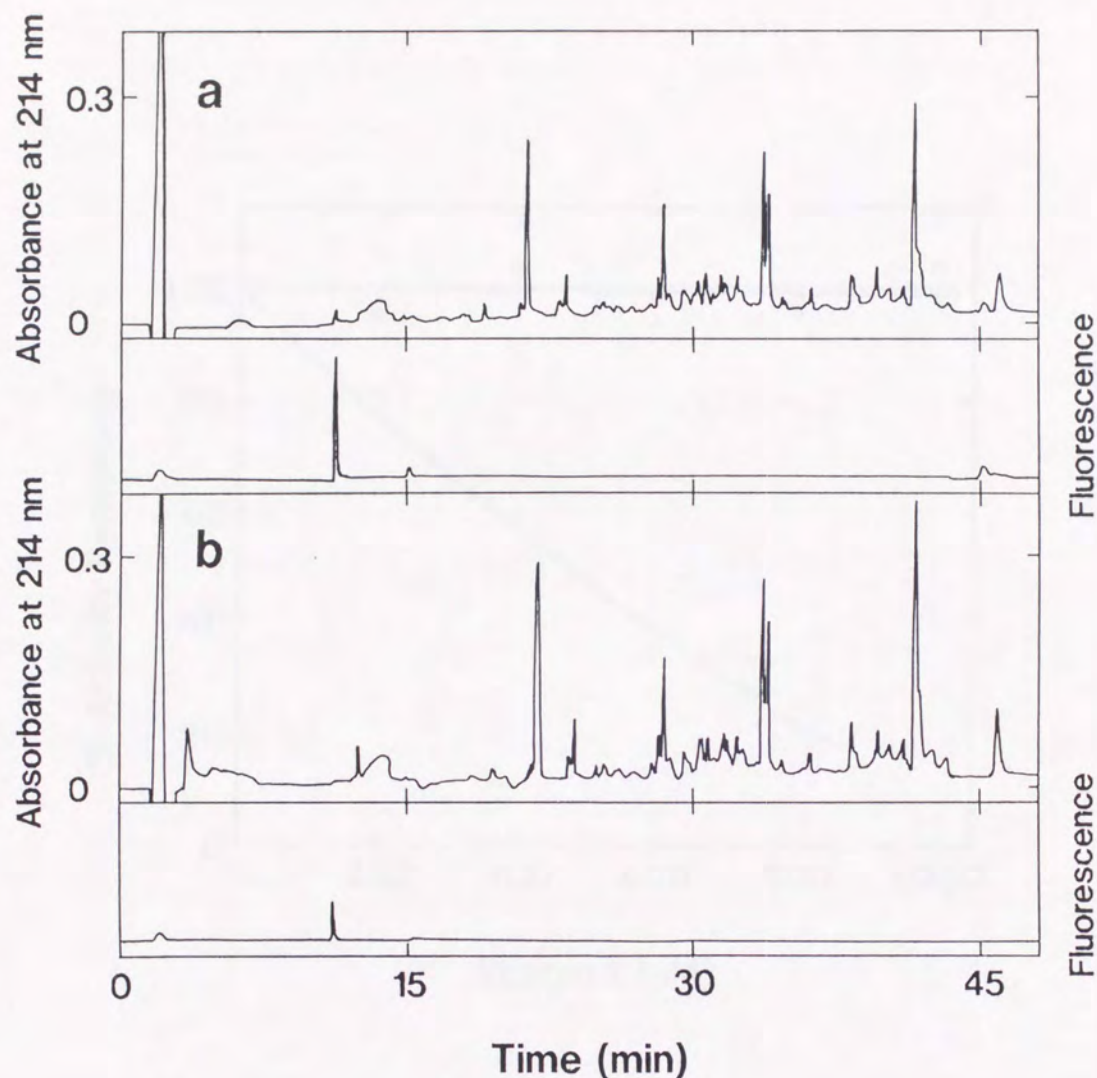 a
0.3
0
Absorbance at 214 nm
Fluorescence
b
0.3
0
Absorbance at 214 nm
Fluorescence
0 15 30 45
Time (min)